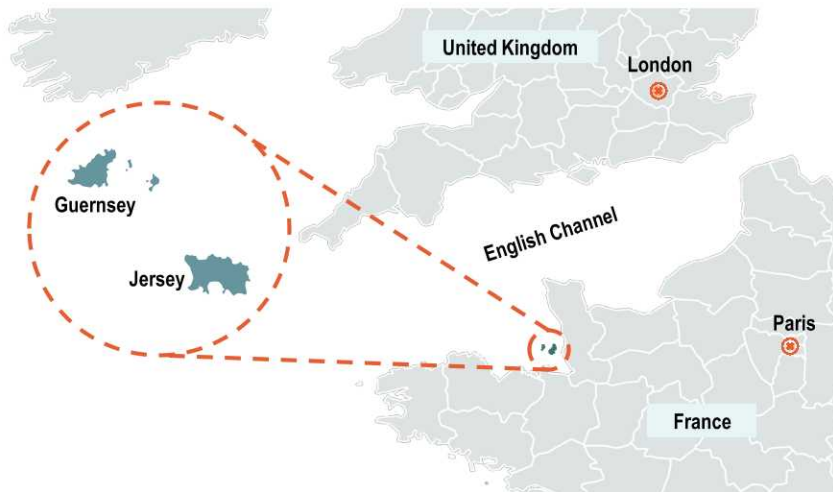 United Kingdom
London
Guernsey
English Channel
Jersey
Paris
France